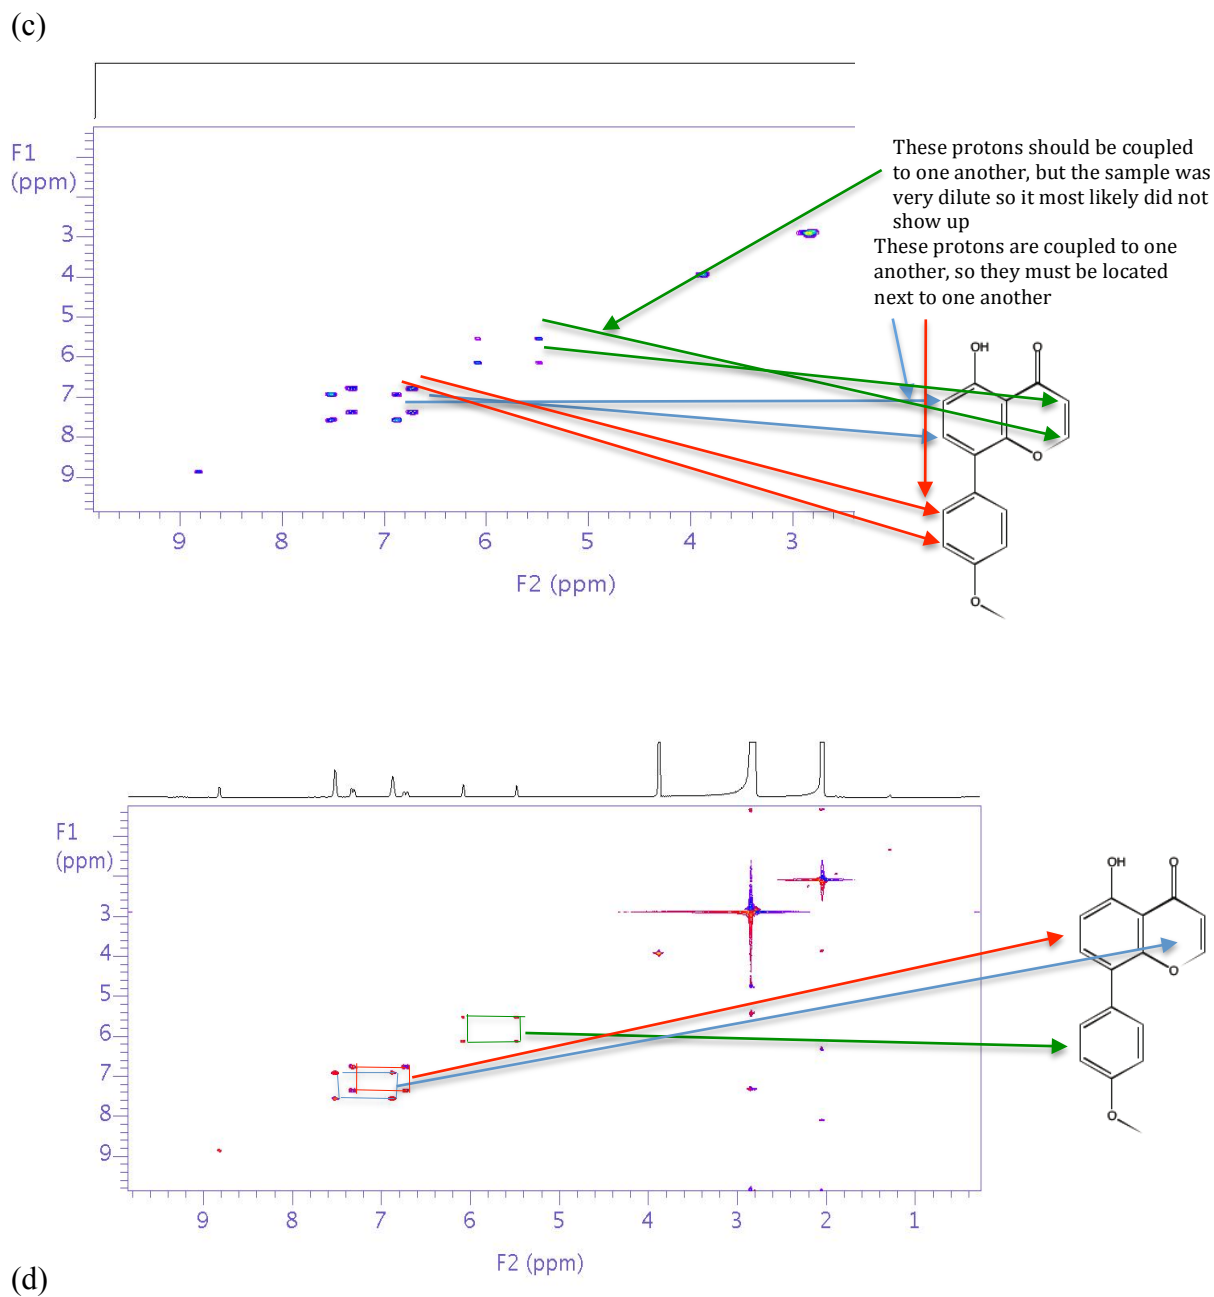 (c)
These protons should be coupled
to one another, but the sample was
very dilute so it most likely did not
show up
These protons are coupled to one
another, so they must be located
next to one another
F1
(ppm)
3
4
5
6
7
8
9
9 8 7 6 5 4 3
F2 (ppm)
OH O
O
O
F1
(ppm)
3
4
5
6
7
8
9
9 8 7 6 5 4 3 2 1
F2 (ppm)
OH O
O
O
(d)